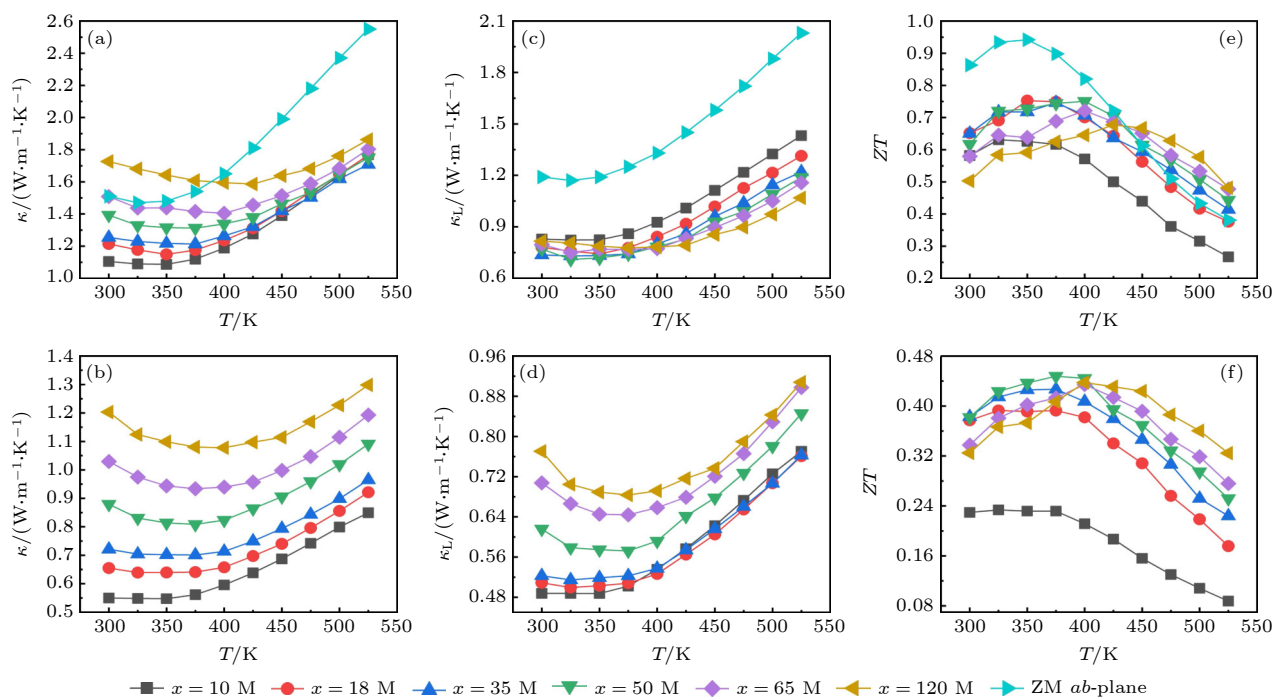 (a)
κ/(W·m⁻¹·K⁻¹)
2.6
2.4
2.2
2.0
1.8
1.6
1.4
1.2
1.0
300 350 400 450 500 550
T/K
(c)
κL/(W·m⁻¹·K⁻¹)
2.1
1.8
1.5
1.2
0.9
0.6
300 350 400 450 500 550
T/K
(e)
ZT
1.0
0.9
0.8
0.7
0.6
0.5
0.4
0.3
0.2
300 350 400 450 500 550
T/K
(b)
κ/(W·m⁻¹·K⁻¹)
1.4
1.3
1.2
1.1
1.0
0.9
0.8
0.7
0.6
0.5
300 350 400 450 500 550
T/K
(d)
κL/(W·m⁻¹·K⁻¹)
0.96
0.88
0.80
0.72
0.64
0.56
0.48
300 350 400 450 500 550
T/K
(f)
ZT
0.48
0.40
0.32
0.24
0.16
0.08
300 350 400 450 500 550
T/K
x = 10 M x = 18 M x = 35 M x = 50 M x = 65 M x = 120 M ZM ab-plane